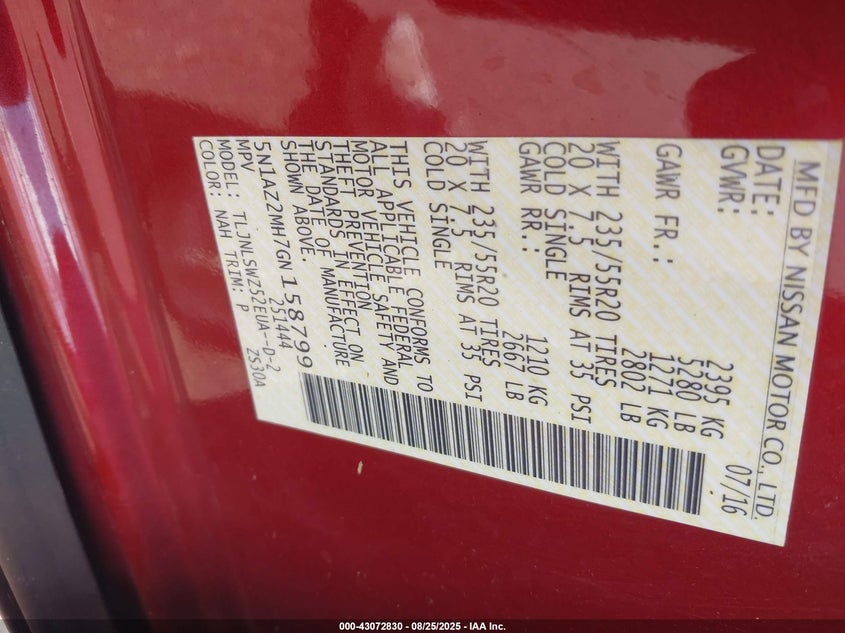 MFD BY NISSAN MOTOR CO., LTD.
DATE: 07/16
GVWR: 2395 KG
5280 LB
GAWR FR.: 1271 KG
2802 LB
WITH 235/55R20 TIRES
20 X 7.5 RIMS AT 35 PSI
COLD SINGLE
GAWR RR.: 1210 KG
2667 LB
WITH 235/55R20 TIRES
20 X 7.5 RIMS AT 35 PSI
COLD SINGLE
THIS VEHICLE CONFORMS TO
ALL APPLICABLE FEDERAL
MOTOR VEHICLE SAFETY AND
THEFT PREVENTION
STANDARDS IN EFFECT ON
THE DATE OF MANUFACTURE
SHOWN ABOVE.
5N1AZ2MH7GN158799
MPV 251444
MODEL: TLJNLSWZ52EUA--D-2
COLOR: NAH TRIM: P ZS30A
000-43072830 - 08/25/2025 - IAA Inc.